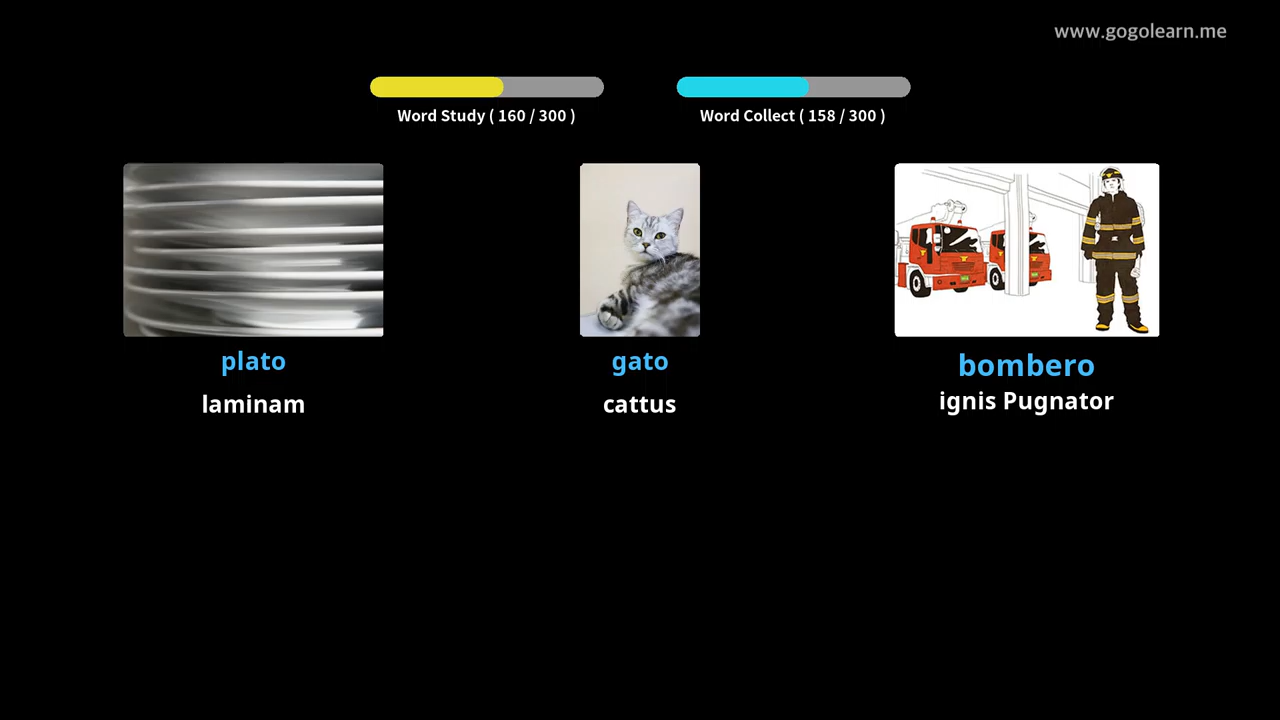 www.gogolearn.me
Word Study ( 160 / 300 )
Word Collect ( 158 / 300 )
plato
gato
bombero
laminam
cattus
ignis Pugnator